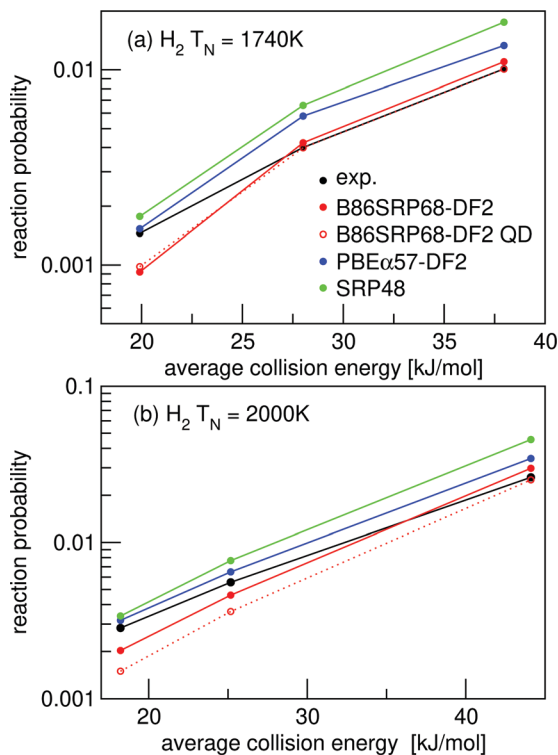 (a) H₂ T_N = 1740K
reaction probability
0.01
0.001
exp.
B86SRP68-DF2
B86SRP68-DF2 QD
PBEα57-DF2
SRP48
20 25 30 35 40
average collision energy [kJ/mol]
(b) H₂ T_N = 2000K
reaction probability
0.1
0.01
0.001
20 30 40
average collision energy [kJ/mol]